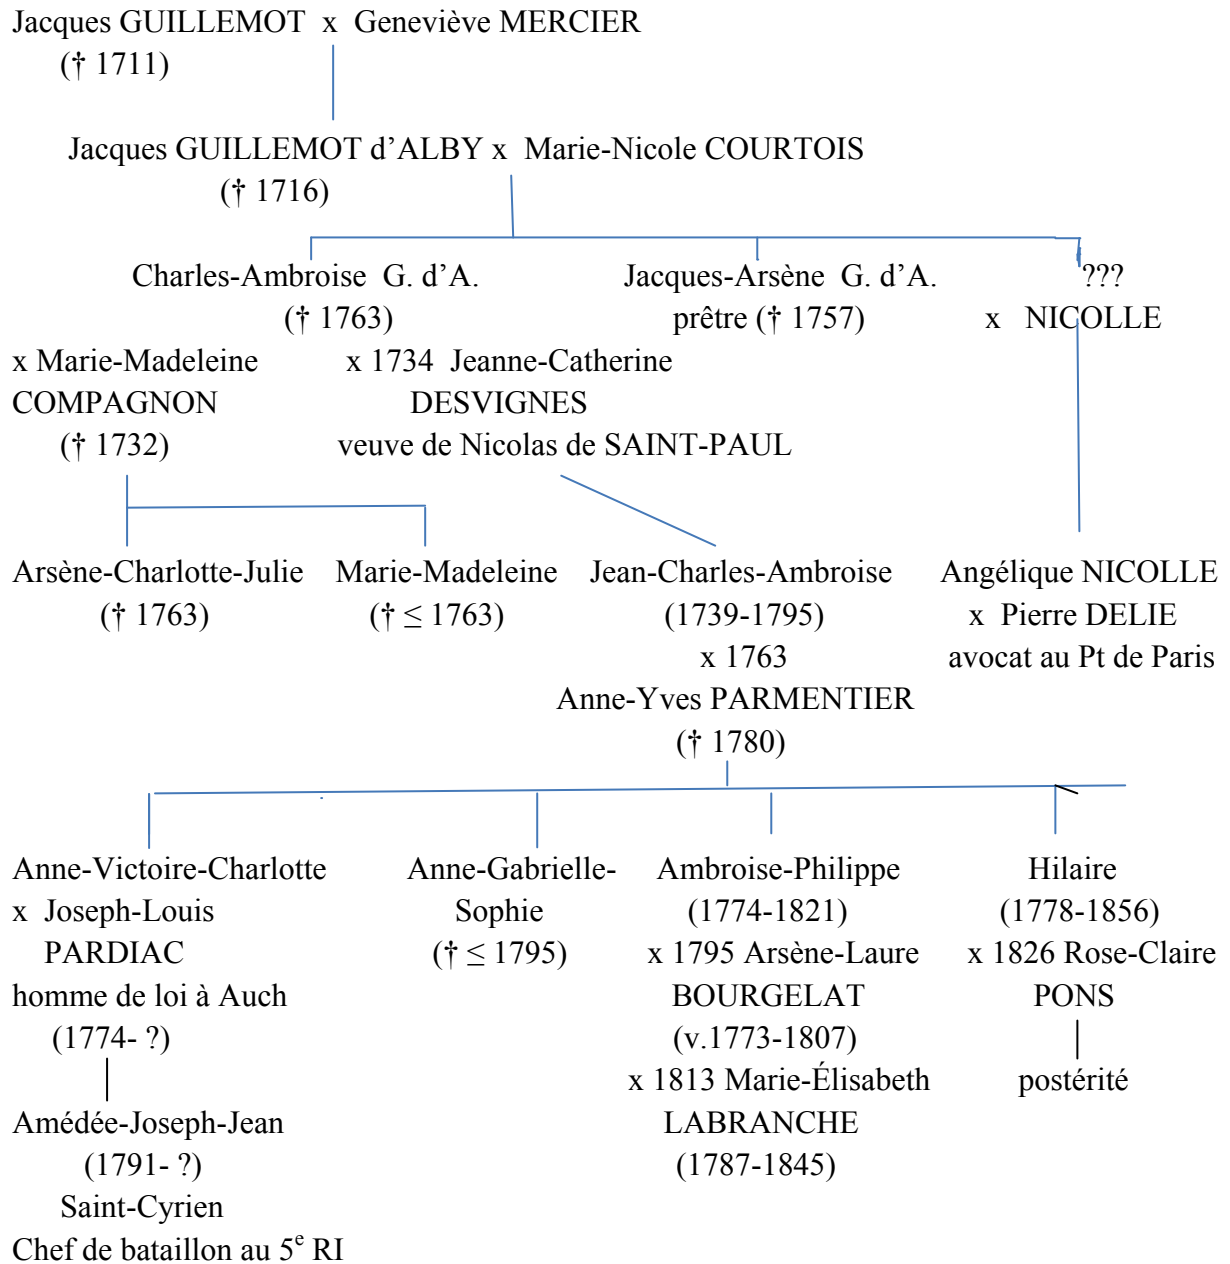 Jacques GUILLEMOT x Geneviève MERCIER
(† 1711)
Jacques GUILLEMOT d’ALBY x Marie-Nicole COURTOIS
(† 1716)
Charles-Ambroise G. d’A. Jacques-Arsène G. d’A. ???
(† 1763) prêtre († 1757) x NICOLLE
x Marie-Madeleine x 1734 Jeanne-Catherine
COMPAGNON DESVIGNES
(† 1732) veuve de Nicolas de SAINT-PAUL
Arsène-Charlotte-Julie Marie-Madeleine Jean-Charles-Ambroise Angélique NICOLLE
(† 1763) († ≤ 1763) (1739-1795) x Pierre DELIE
x 1763 avocat au Pt de Paris
Anne-Yves PARMENTIER
(† 1780)
Anne-Victoire-Charlotte Anne-Gabrielle- Ambroise-Philippe Hilaire
x Joseph-Louis Sophie (1774-1821) (1778-1856)
PARDIAC († ≤ 1795) x 1795 Arsène-Laure x 1826 Rose-Claire
homme de loi à Auch BOURGELAT PONS
(1774- ?) (v.1773-1807)
x 1813 Marie-Élisabeth postérité
Amédée-Joseph-Jean LABRANCHE
(1791- ?) (1787-1845)
Saint-Cyrien
Chef de bataillon au 5e RI